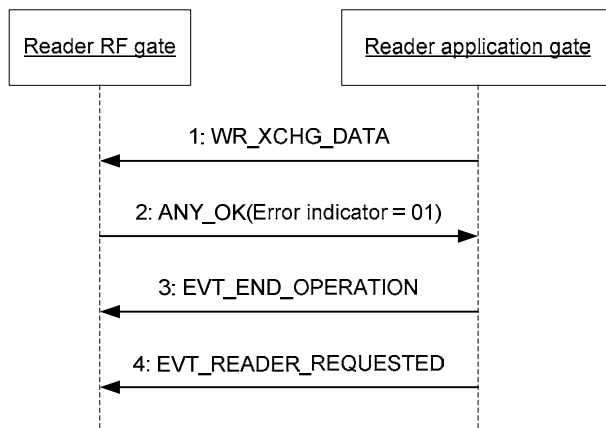 Reader RF gate
Reader application gate
1: WR_XCHG_DATA
2: ANY_OK(Error indicator = 01)
3: EVT_END_OPERATION
4: EVT_READER_REQUESTED